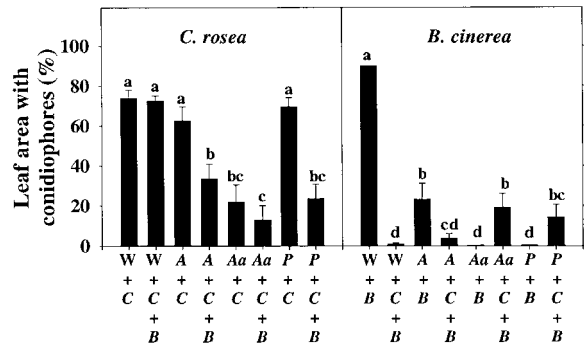 C. rosea B. cinerea
Leaf area with
conidiophores (%)
100
80
60
40
20
0
a a a b bc c a bc
a d b cd d b d bc
W W A A Aa Aa P P W W A A Aa Aa P P
+ + + + + + + + + + + + + + + +
C C C C C C C C B C B C B C B C
+ + + + + + + +
B B B B B B B B